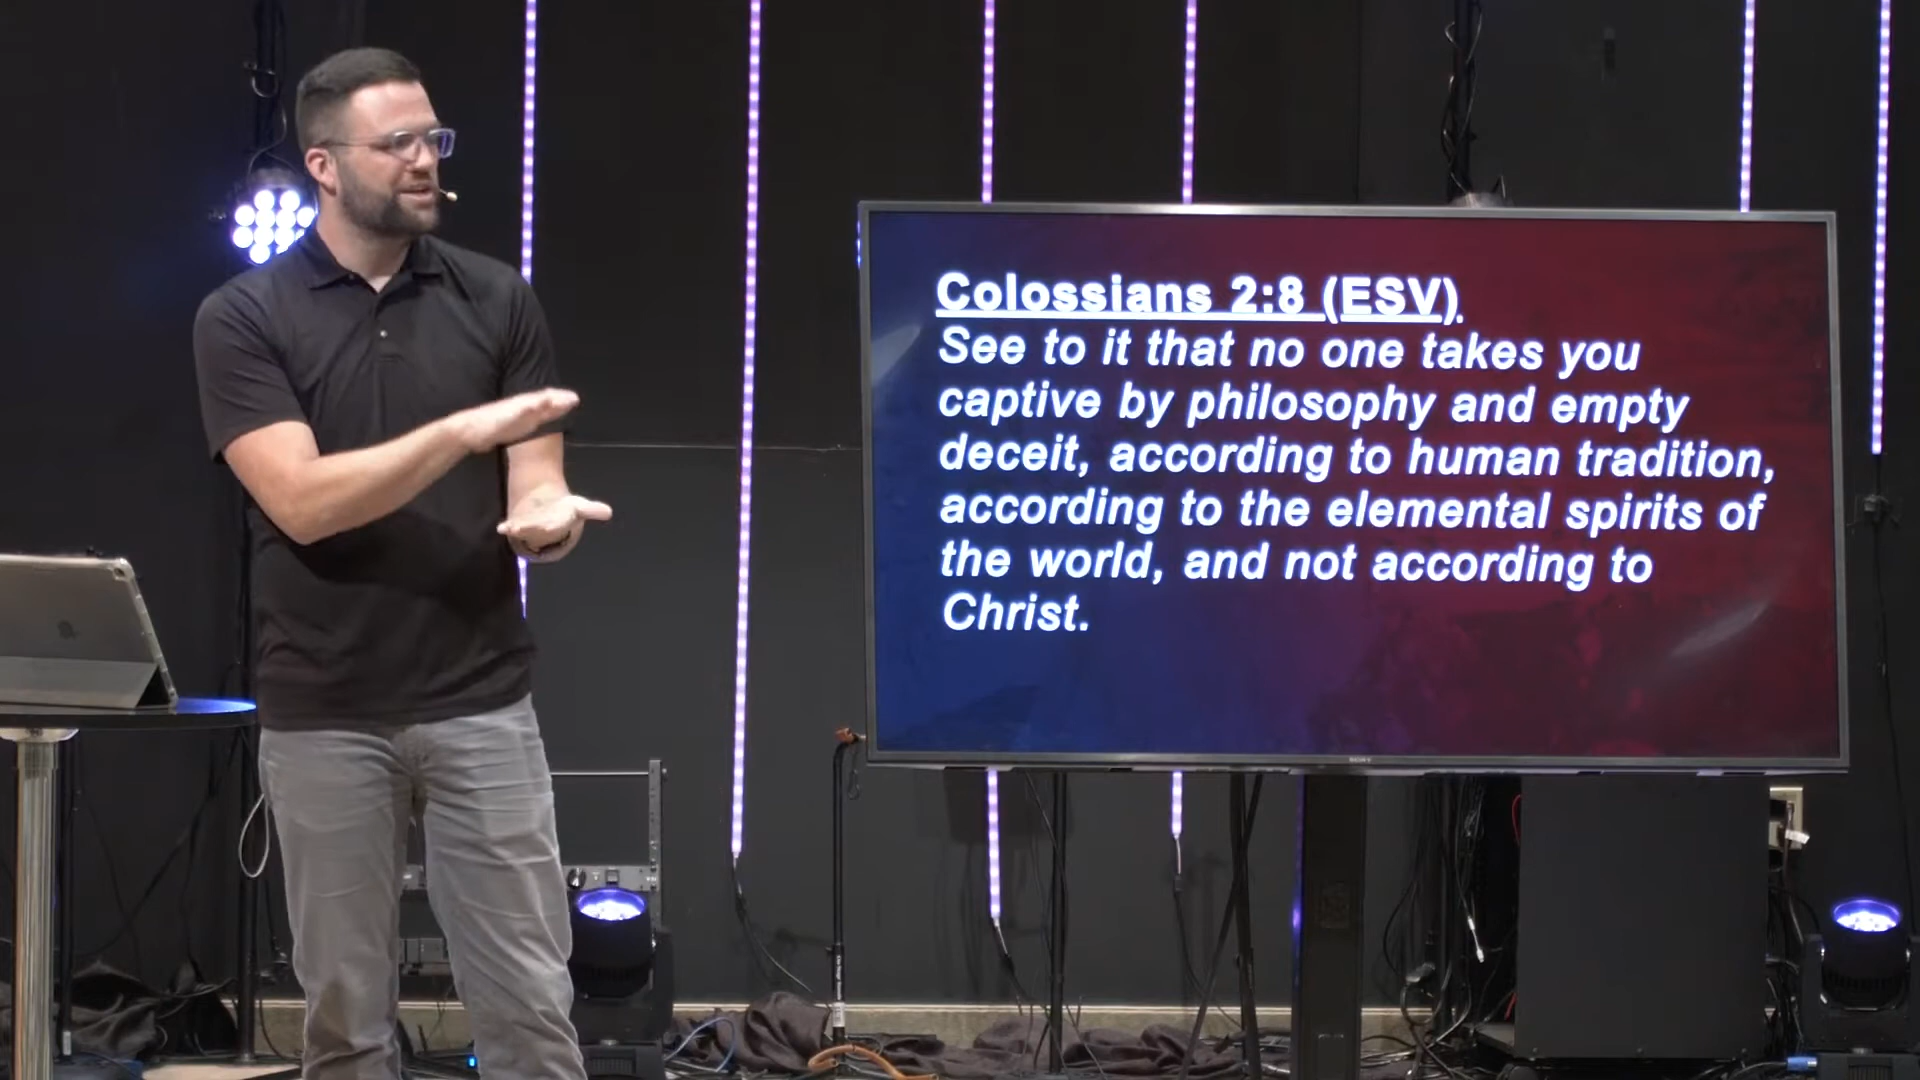 Colossians 2:8 (ESV)
See to it that no one takes you
captive by philosophy and empty
deceit, according to human tradition,
according to the elemental spirits of
the world, and not according to
Christ.
SONY